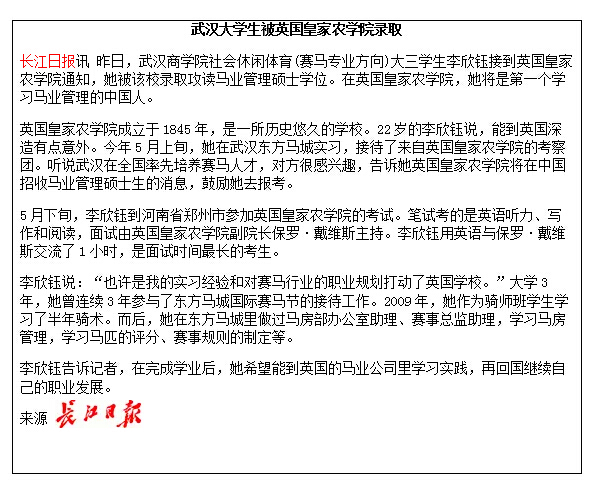 武汉大学生被英国皇家农学院录取
长江日报讯 昨日，武汉商学院社会休闲体育(赛马专业方向)大三学生李欣钰接到英国皇家
农学院通知，她被该校录取攻读马业管理硕士学位。在英国皇家农学院，她将是第一个学
习马业管理的中国人。
英国皇家农学院成立于 1845 年，是一所历史悠久的学校。22 岁的李欣钰说，能到英国深
造有点意外。今年 5 月上旬，她在武汉东方马城实习，接待了来自英国皇家农学院的考察
团。听说武汉在全国率先培养赛马人才，对方很感兴趣，告诉她英国皇家农学院将在中国
招收马业管理硕士生的消息，鼓励她去报考。
5 月下旬，李欣钰到河南省郑州市参加英国皇家农学院的考试。笔试考的是英语听力、写
作和阅读，面试由英国皇家农学院副院长保罗·戴维斯主持。李欣钰用英语与保罗·戴维
斯交流了 1 小时，是面试时间最长的考生。
李欣钰说：“也许是我的实习经验和对赛马行业的职业规划打动了英国学校。”大学 3
年，她曾连续 3 年参与了东方马城国际赛马节的接待工作。2009 年，她作为骑师班学生学
习了半年骑术。而后，她在东方马城里做过马房部办公室助理、赛事总监助理，学习马房
管理，学习马匹的评分、赛事规则的制定等。
李欣钰告诉记者，在完成学业后，她希望能到英国的马业公司里学习实践，再回国继续自
己的职业发展。
来源 长江日报